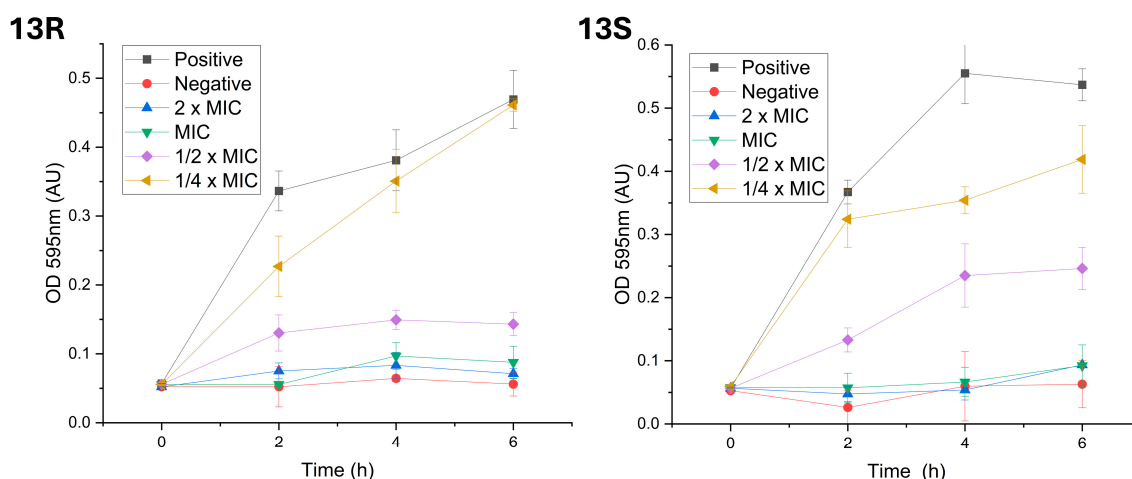 13R
Positive
Negative
2 x MIC
MIC
1/2 x MIC
1/4 x MIC
0.5
0.4
0.3
0.2
0.1
0.0
OD 595nm (AU)
0 2 4 6
Time (h)
13S
Positive
Negative
2 x MIC
MIC
1/2 x MIC
1/4 x MIC
0.6
0.5
0.4
0.3
0.2
0.1
0.0
OD 595nm (AU)
0 2 4 6
Time (h)